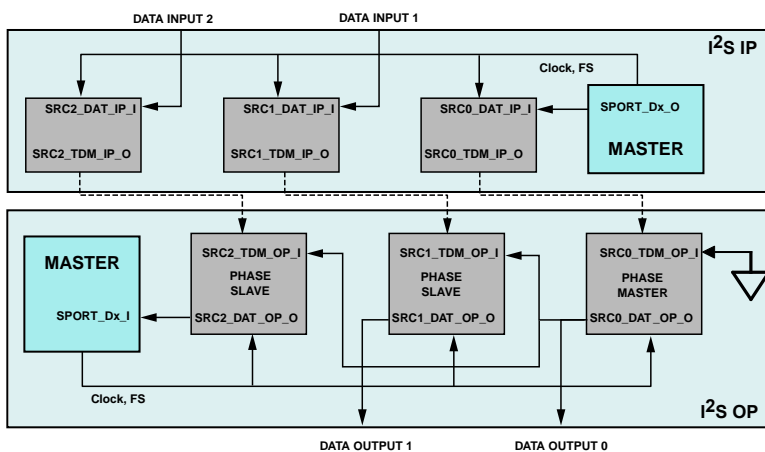 DATA INPUT 2
DATA INPUT 1
I2S IP
Clock, FS
SRC2_DAT_IP_I
SRC1_DAT_IP_I
SRC0_DAT_IP_I
SPORT_Dx_O
MASTER
SRC2_TDM_IP_O
SRC1_TDM_IP_O
SRC0_TDM_IP_O
MASTER
SPORT_Dx_I
SRC2_TDM_OP_I
PHASE
SLAVE
SRC2_DAT_OP_O
SRC1_TDM_OP_I
PHASE
SLAVE
SRC1_DAT_OP_O
SRC0_TDM_OP_I
PHASE
MASTER
SRC0_DAT_OP_O
Clock, FS
I2S OP
DATA OUTPUT 1
DATA OUTPUT 0